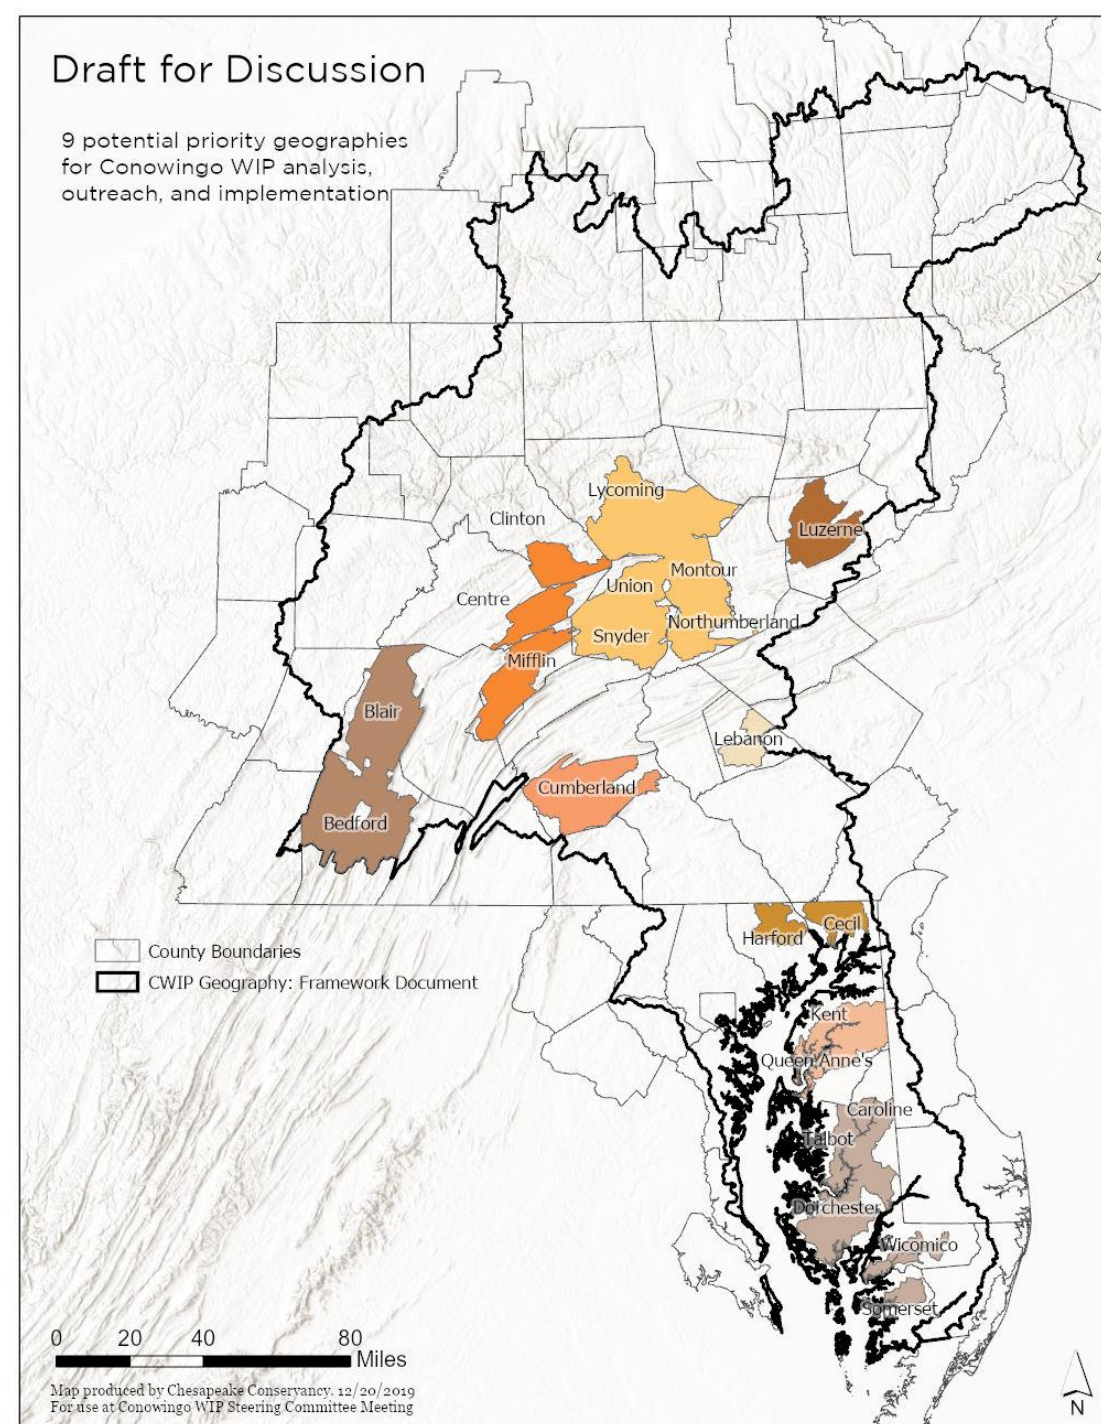 Draft for Discussion
9 potential priority geographies
for Conowingo WIP analysis,
outreach, and implementation
Lycoming
Clinton
Luzerne
Montour
Union
Centre
Northumberland
Snyder
Mifflin
Blair
Lebanon
Cumberland
Bedford
Cecil
Harford
County Boundaries
CWIP Geography: Framework Document
Kent
Queen Anne's
Caroline
Talbot
Dorchester
Wicomico
Somerset
0 20 40 80
Miles
Map produced by Chesapeake Conservancy. 12/20/2019
For use at Conowingo WIP Steering Committee Meeting
N